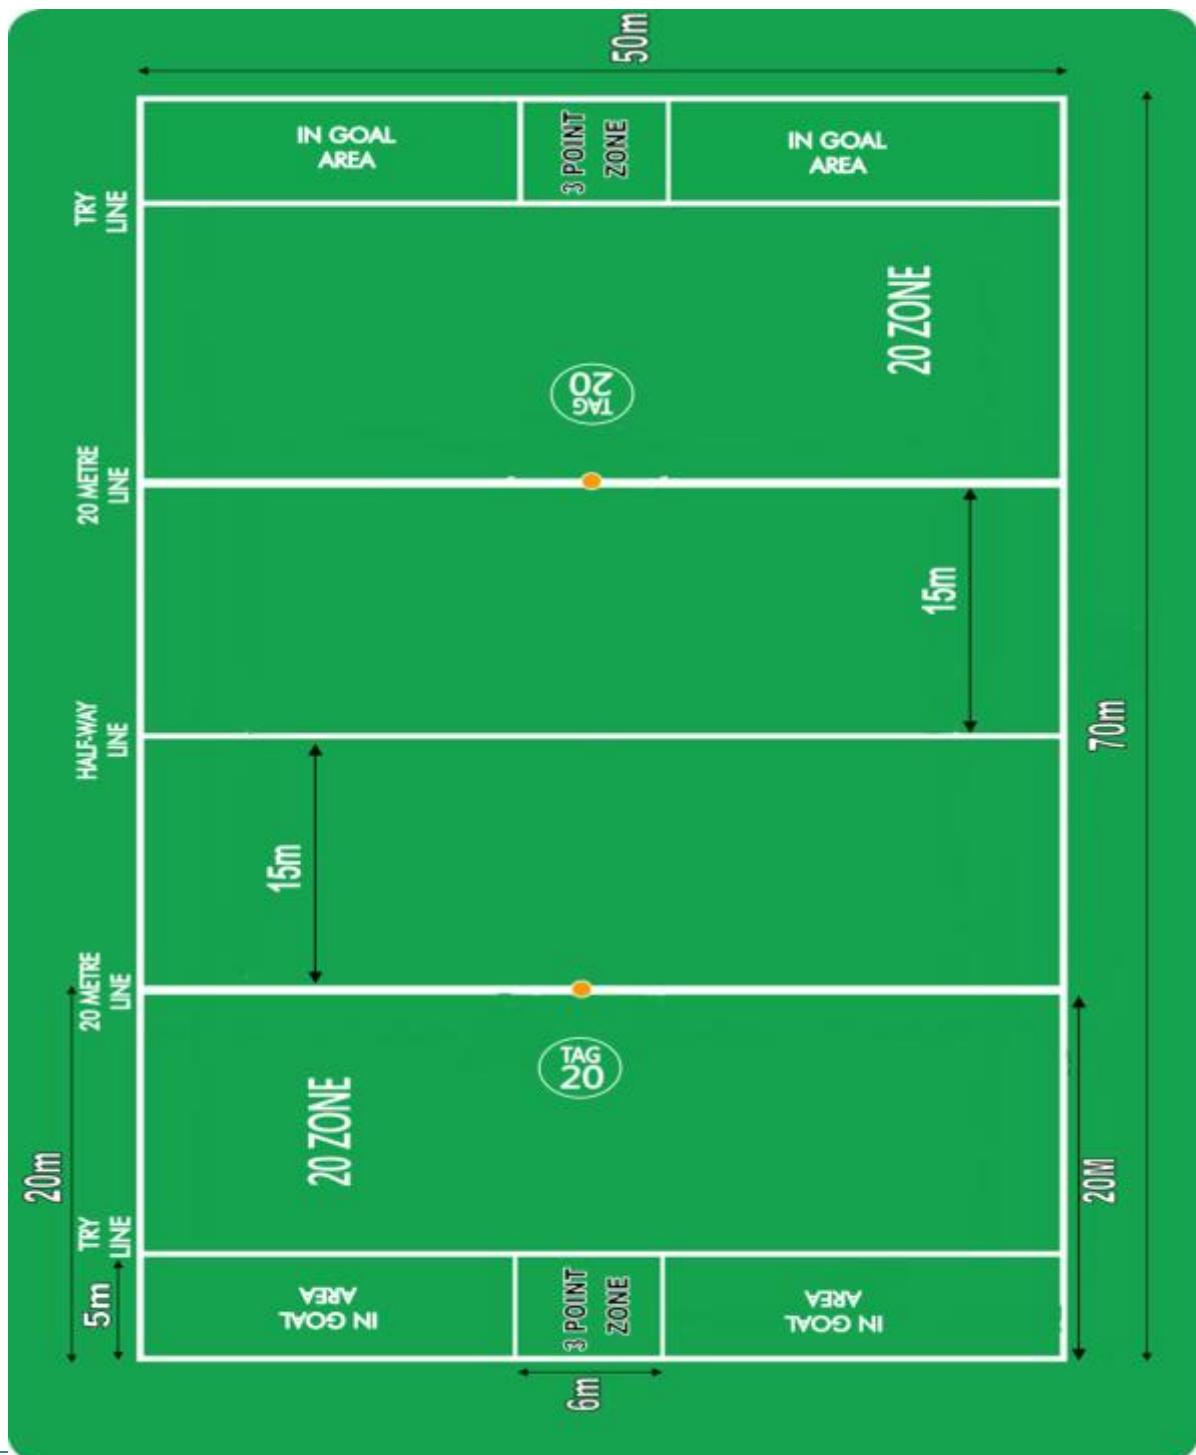 50m
IN GOAL
AREA
3 POINT
ZONE
IN GOAL
AREA
TRY
LINE
20 ZONE
TAG
20
20 METRE
LINE
15m
HALF-WAY
LINE
70m
15m
20 METRE
LINE
TAG
20
20 ZONE
20m
20M
TRY
LINE
5m
IN GOAL
AREA
3 POINT
ZONE
IN GOAL
AREA
6m